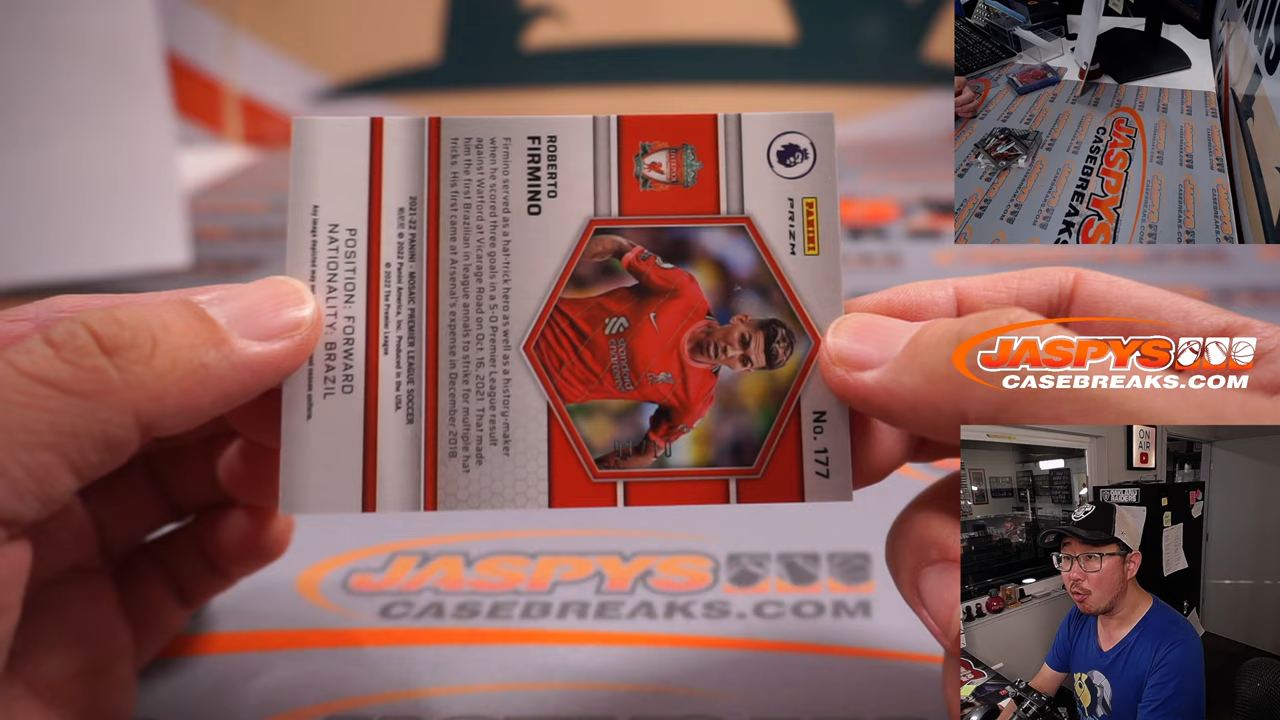 ROBERTO
FIRMINO
Firmino served as a hat-trick hero as well as a history-maker
when he scored three goals in a 5-0 Premier League result
against Watford at Vicarage Road on Oct. 16, 2021. That made
him the first Brazilian in league annals to strike for multiple hat
tricks. His first came at Arsenal's expense in December 2018.
2021-22 PANINI - MOSAIC PREMIER LEAGUE SOCCER
© 2022 Panini America, Inc. Produced in the USA.
© 2022 The Premier League
POSITION: FORWARD
NATIONALITY: BRAZIL
PANINI
PRIZM
No. 177
standard
chartered
JASPYS
CASEBREAKS.COM
JASPYS
CASEBREAKS.COM
JASPYS
CASEBREAKS
ON
AIR
OAKLAND
RAIDERS